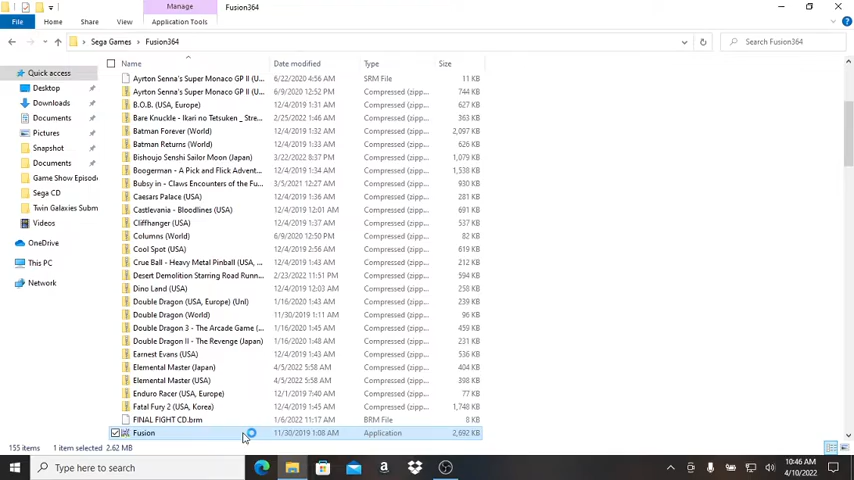 Manage
Fusion364
File
Home
Share
View
Application Tools
Sega Games
Fusion364
Search Fusion364
Name
Date modified
Type
Size
Quick access
Desktop
Downloads
Documents
Pictures
Snapshot
Documents
Game Show Episode
Sega CD
Twin Galaxies Subm
Videos
OneDrive
This PC
Network
Ayrton Senna's Super Monaco GP II (U... 6/22/2020 4:56 AM SRM File 11 KB
Ayrton Senna's Super Monaco GP II (U... 6/9/2020 12:52 PM Compressed (zipp... 744 KB
B.O.B. (USA, Europe) 12/4/2019 1:31 AM Compressed (zipp... 627 KB
Bare Knuckle - Ikari no Tetsuken _ Stre... 2/25/2022 1:46 AM Compressed (zipp... 363 KB
Batman Forever (World) 12/4/2019 1:32 AM Compressed (zipp... 2,097 KB
Batman Returns (World) 12/4/2019 1:33 AM Compressed (zipp... 626 KB
Bishoujo Senshi Sailor Moon (Japan) 3/22/2022 8:37 PM Compressed (zipp... 1,079 KB
Boogerman - A Pick and Flick Advent... 12/4/2019 1:34 AM Compressed (zipp... 1,538 KB
Bubsy in - Claws Encounters of the Fu... 3/5/2021 12:27 AM Compressed (zipp... 930 KB
Caesars Palace (USA) 12/4/2019 1:36 AM Compressed (zipp... 281 KB
Castlevania - Bloodlines (USA) 12/4/2019 12:01 AM Compressed (zipp... 691 KB
Cliffhanger (USA) 12/4/2019 1:37 AM Compressed (zipp... 537 KB
Columns (World) 6/9/2020 12:50 PM Compressed (zipp... 82 KB
Cool Spot (USA) 12/4/2019 2:56 AM Compressed (zipp... 619 KB
Crue Ball - Heavy Metal Pinball (USA, ... 12/4/2019 1:39 AM Compressed (zipp... 212 KB
Desert Demolition Starring Road Runn... 2/23/2022 11:51 PM Compressed (zipp... 594 KB
Dino Land (USA) 12/4/2019 12:03 AM Compressed (zipp... 258 KB
Double Dragon (USA, Europe) (Unl) 1/16/2020 1:43 AM Compressed (zipp... 239 KB
Double Dragon (World) 11/30/2019 1:11 AM Compressed (zipp... 96 KB
Double Dragon 3 - The Arcade Game (... 1/16/2020 1:45 AM Compressed (zipp... 459 KB
Double Dragon II - The Revenge (Japan) 1/16/2020 1:48 AM Compressed (zipp... 231 KB
Earnest Evans (USA) 12/4/2019 1:43 AM Compressed (zipp... 536 KB
Elemental Master (Japan) 4/5/2022 5:58 AM Compressed (zipp... 400 KB
Elemental Master (USA) 4/5/2022 5:58 AM Compressed (zipp... 398 KB
Enduro Racer (USA, Europe) 12/1/2019 7:40 AM Compressed (zipp... 77 KB
Fatal Fury 2 (USA, Korea) 12/4/2019 1:45 AM Compressed (zipp... 1,748 KB
FINAL FIGHT CD.brm 1/6/2022 11:17 AM BRM File 8 KB
Fusion 11/30/2019 1:08 AM Application 2,692 KB
155 items 1 item selected 2.62 MB
Type here to search
10:46 AM
4/10/2022